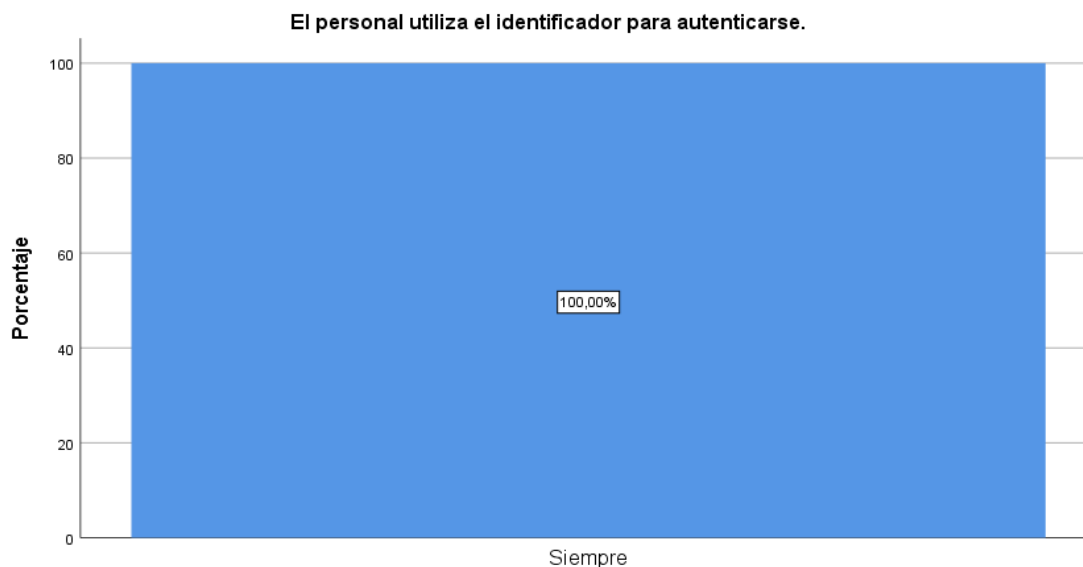 El personal utiliza el identificador para autenticarse.
Porcentaje
100
80
60
40
20
0
100,00%
Siempre